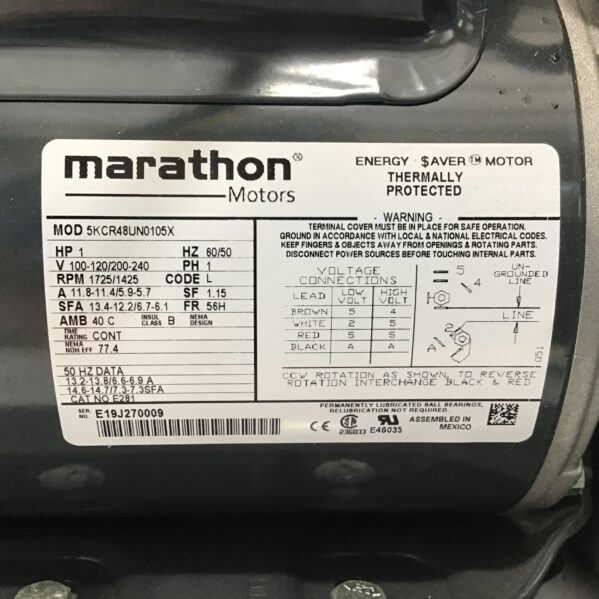 marathon®
Motors
ENERGY - $AVER™ MOTOR
THERMALLY
PROTECTED
MOD 5KCR48UN0105X
HP 1 HZ 60/50
V 100-120/200-240 PH 1
RPM 1725/1425 CODE L
A 11.8-11.4/5.9-5.7 SF 1.15
SFA 13.4-12.2/6.7-6.1 FR 56H
AMB 40 C INSUL CLASS B NEMA DESIGN
TIME RATING CONT
NEMA NOM EFF 77.4
50 HZ DATA
13.2-13.8/6.6-6.9 A
14.6-14.7/7.3-7.3SFA
CAT NO E281
SER. NO. E19J270009
- WARNING -
TERMINAL COVER MUST BE IN PLACE FOR SAFE OPERATION.
GROUND IN ACCORDANCE WITH LOCAL & NATIONAL ELECTRICAL CODES.
KEEP FINGERS & OBJECTS AWAY FROM OPENINGS & ROTATING PARTS.
DISCONNECT POWER SOURCES BEFORE TOUCHING INTERNAL PARTS.
VOLTAGE
CONNECTIONS
LEAD LOW VOLT HIGH VOLT
BROWN 5 4
WHITE 2 5
RED 5 5
BLACK A A
5
4
UN-
GROUNDED
LINE
LINE
2
A
051
CCW ROTATION AS SHOWN, TO REVERSE
ROTATION INTERCHANGE BLACK & RED
PERMANENTLY LUBRICATED BALL BEARINGS,
RELUBRICATION NOT REQUIRED.
E46035
ASSEMBLED IN
MEXICO